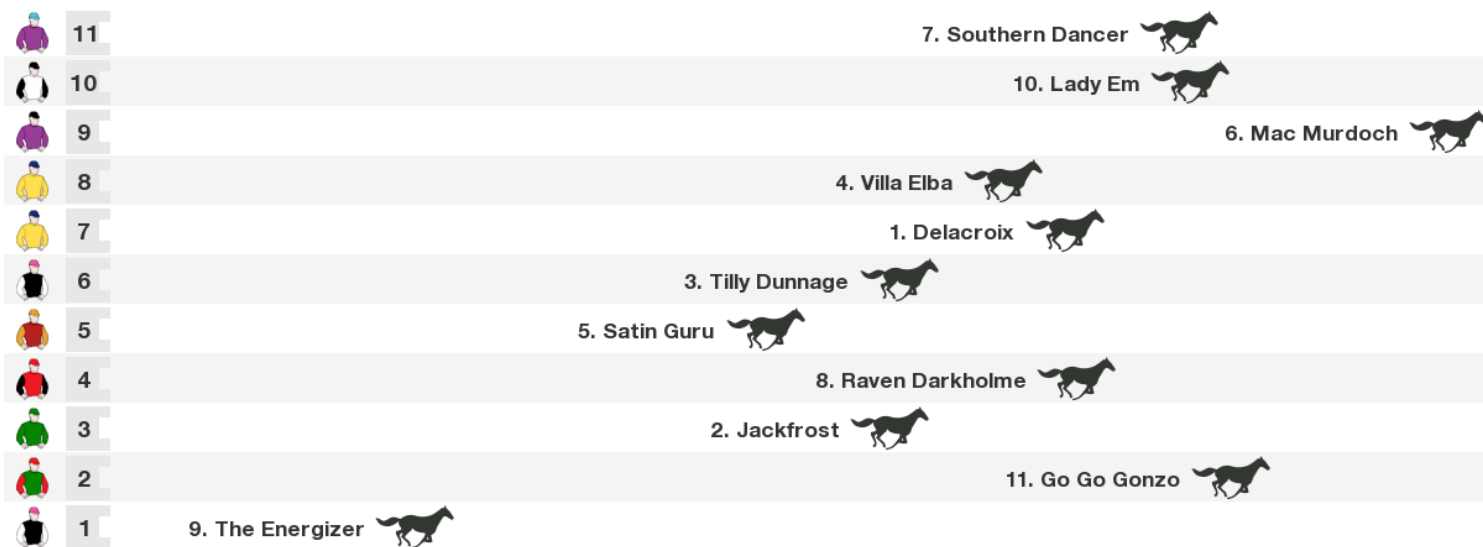 11 7. Southern Dancer
10 10. Lady Em
9 6. Mac Murdoch
8 4. Villa Elba
7 1. Delacroix
6 3. Tilly Dunnage
5 5. Satin Guru
4 8. Raven Darkholme
3 2. Jackfrost
2 11. Go Go Gonzo
1 9. The Energizer